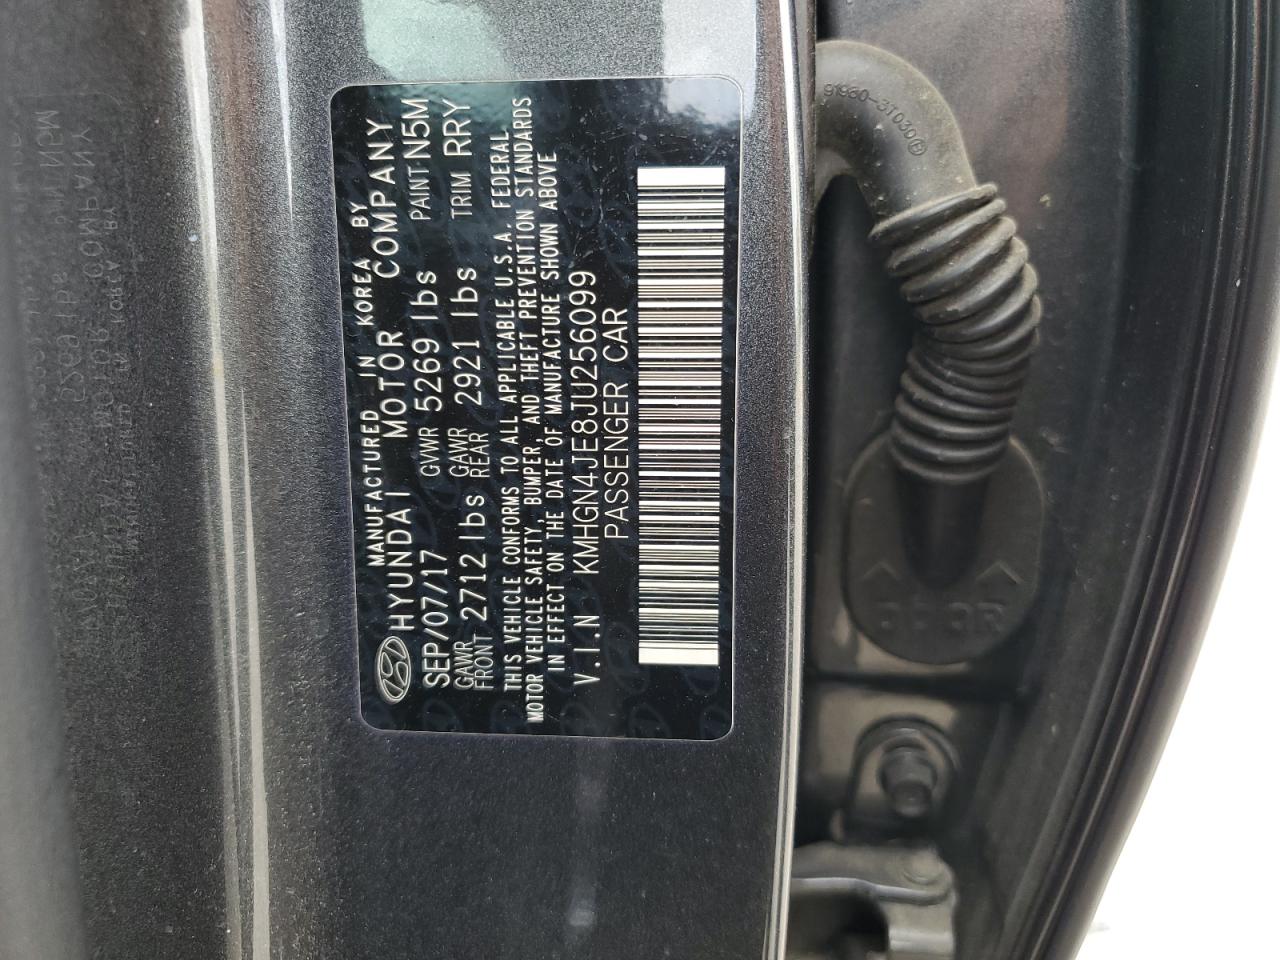 MANUFACTURED IN KOREA BY
HYUNDAI MOTOR COMPANY
SEP/07/17 GVWR 5269 lbs PAINT N5M
GAWR FRONT 2712 lbs GAWR REAR 2921 lbs TRIM RRY
THIS VEHICLE CONFORMS TO ALL APPLICABLE U.S.A. FEDERAL
MOTOR VEHICLE SAFETY, BUMPER, AND THEFT PREVENTION STANDARDS
IN EFFECT ON THE DATE OF MANUFACTURE SHOWN ABOVE
V.I.N KMHGN4JE8JU256099
PASSENGER CAR
91960-3T030